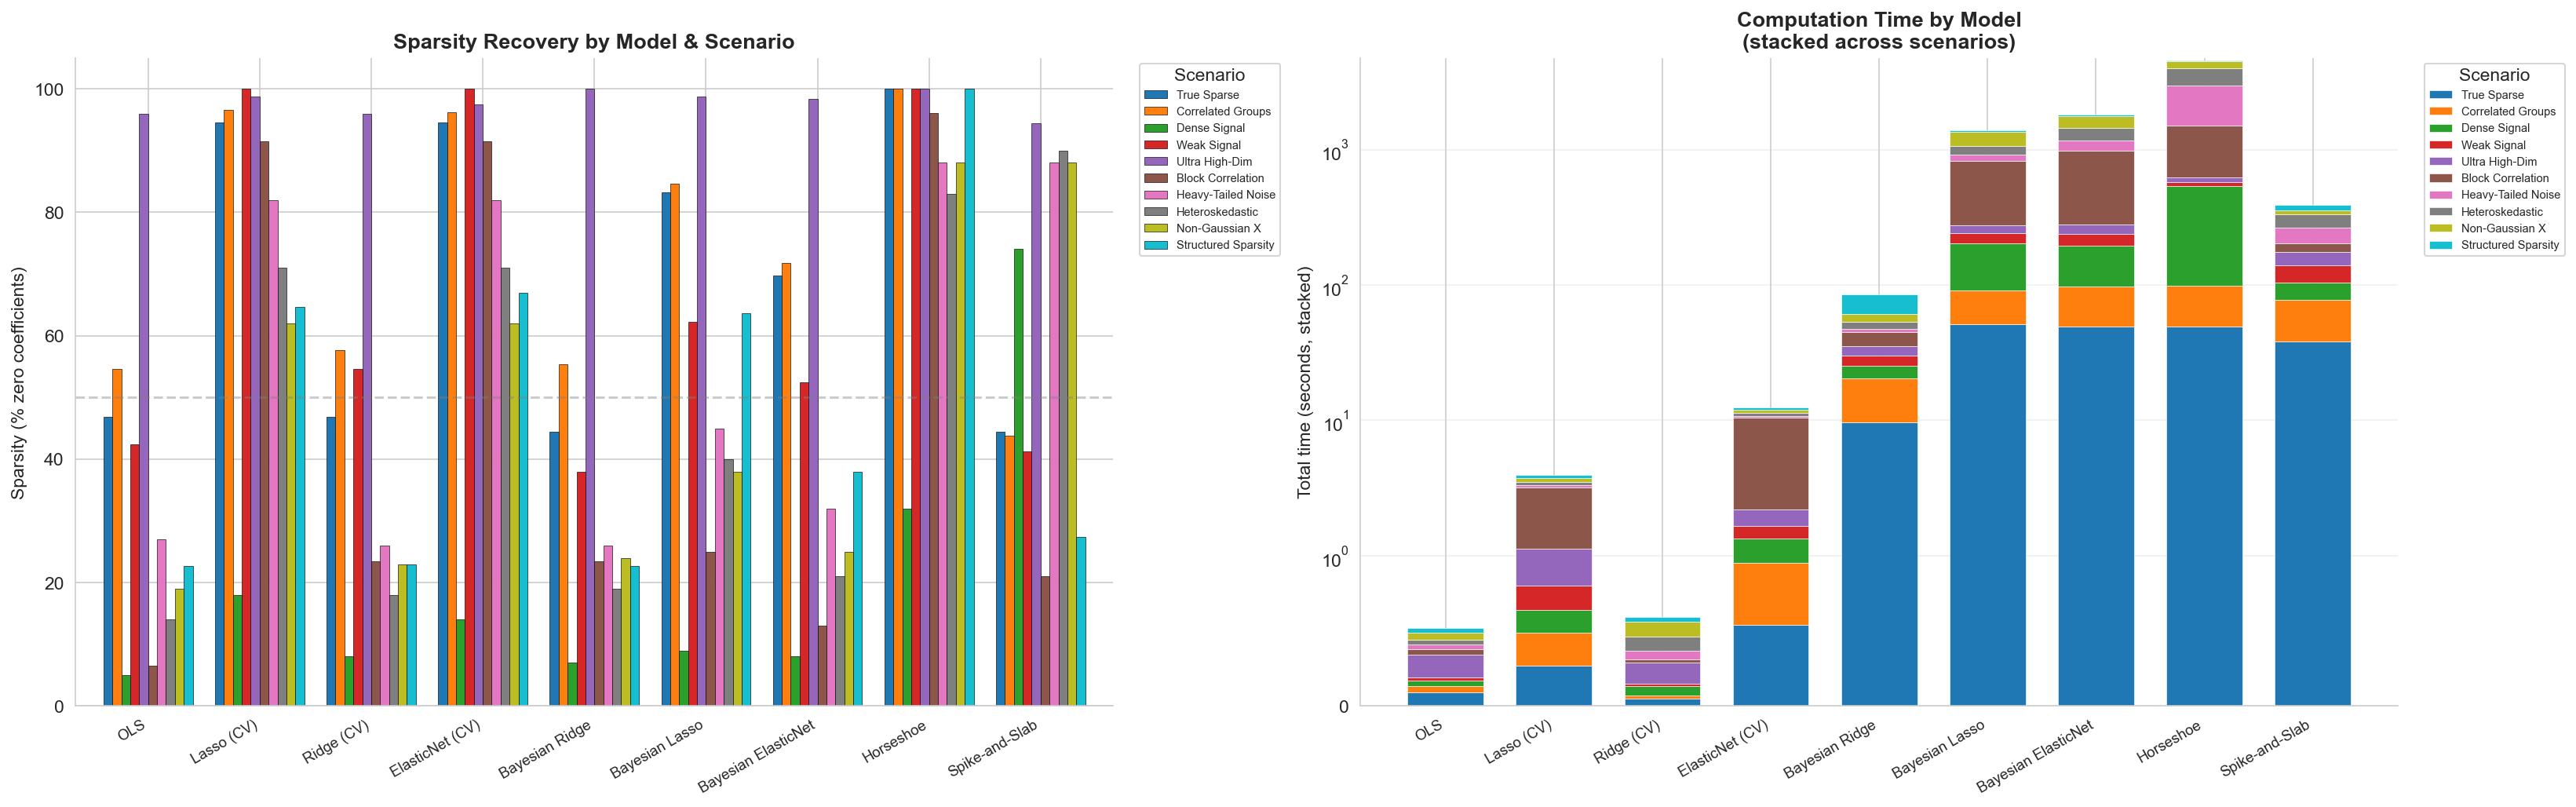 Sparsity Recovery by Model & Scenario
Sparsity (% zero coefficients)
100
80
60
40
20
0
OLS
Lasso (CV)
Ridge (CV)
ElasticNet (CV)
Bayesian Ridge
Bayesian Lasso
Bayesian ElasticNet
Horseshoe
Spike-and-Slab
Scenario
True Sparse
Correlated Groups
Dense Signal
Weak Signal
Ultra High-Dim
Block Correlation
Heavy-Tailed Noise
Heteroskedastic
Non-Gaussian X
Structured Sparsity
Computation Time by Model
(stacked across scenarios)
Total time (seconds, stacked)
10³
10²
10¹
10⁰
0
OLS
Lasso (CV)
Ridge (CV)
ElasticNet (CV)
Bayesian Ridge
Bayesian Lasso
Bayesian ElasticNet
Horseshoe
Spike-and-Slab
Scenario
True Sparse
Correlated Groups
Dense Signal
Weak Signal
Ultra High-Dim
Block Correlation
Heavy-Tailed Noise
Heteroskedastic
Non-Gaussian X
Structured Sparsity